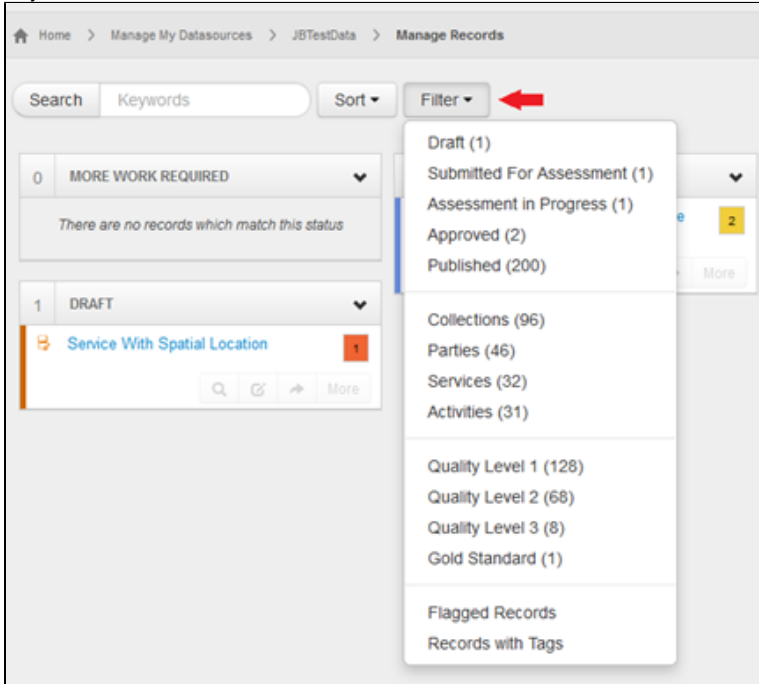 Home > Manage My Datasources > JBTestData > Manage Records
Search Keywords Sort Filter
0 MORE WORK REQUIRED
There are no records which match this status
1 DRAFT
Service With Spatial Location 1
More
Draft (1)
Submitted For Assessment (1)
Assessment in Progress (1)
Approved (2)
Published (200)
Collections (96)
Parties (46)
Services (32)
Activities (31)
Quality Level 1 (128)
Quality Level 2 (68)
Quality Level 3 (8)
Gold Standard (1)
Flagged Records
Records with Tags
e 2
More